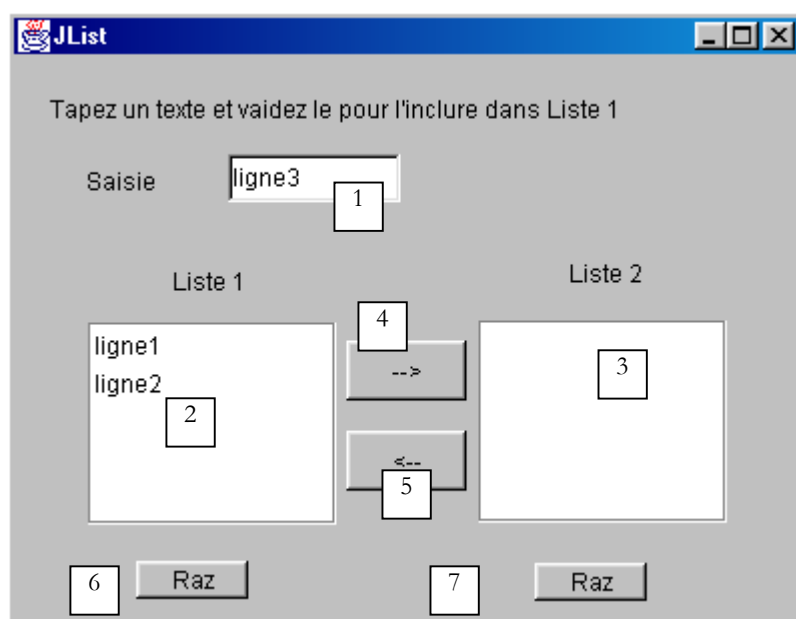 JList
Tapez un texte et vaidez le pour l'inclure dans Liste 1
Saisie
ligne3
1
Liste 1
Liste 2
ligne1
ligne2
2
4
-->
3
<--
5
6
Raz
7
Raz